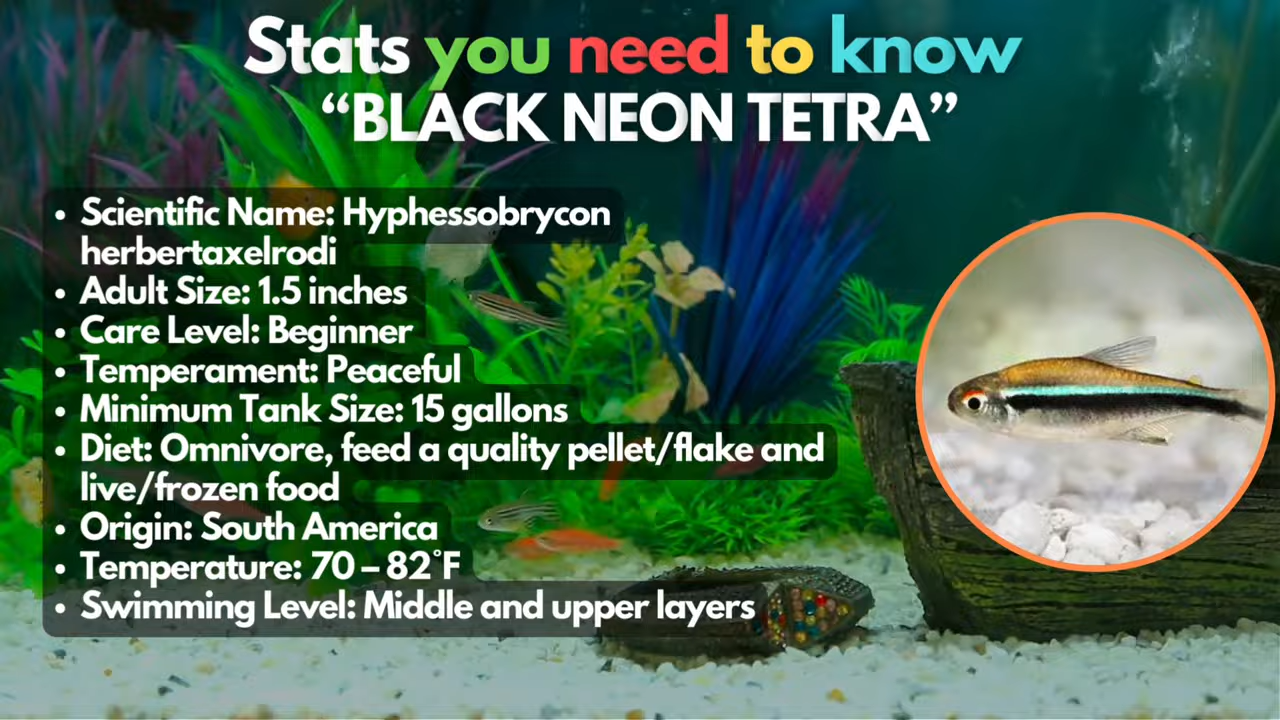 Stats you need to know
“BLACK NEON TETRA”
• Scientific Name: Hyphessobrycon
herbertaxelrodi
• Adult Size: 1.5 inches
• Care Level: Beginner
• Temperament: Peaceful
• Minimum Tank Size: 15 gallons
• Diet: Omnivore, feed a quality pellet/flake and
live/frozen food
• Origin: South America
• Temperature: 70 – 82°F
• Swimming Level: Middle and upper layers